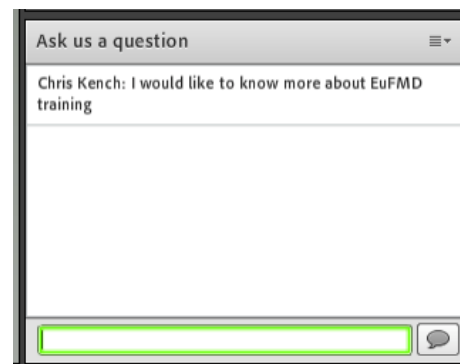 Ask us a question
Chris Kench: I would like to know more about EuFMD
training